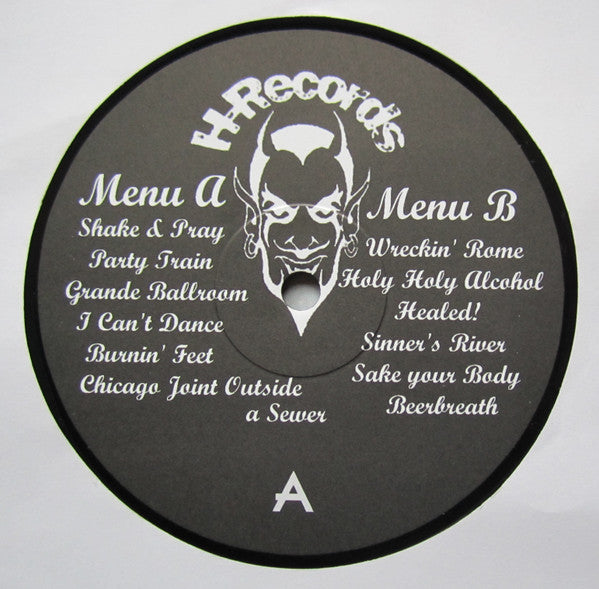 H-Records
Menu A
Shake & Pray
Party Train
Grande Ballroom
I Can't Dance
Burnin' Feet
Chicago Joint Outside
a Sewer
Menu B
Wreckin' Rome
Holy Holy Alcohol
Healed!
Sinner's River
Sake your Body
Beerbreath
A